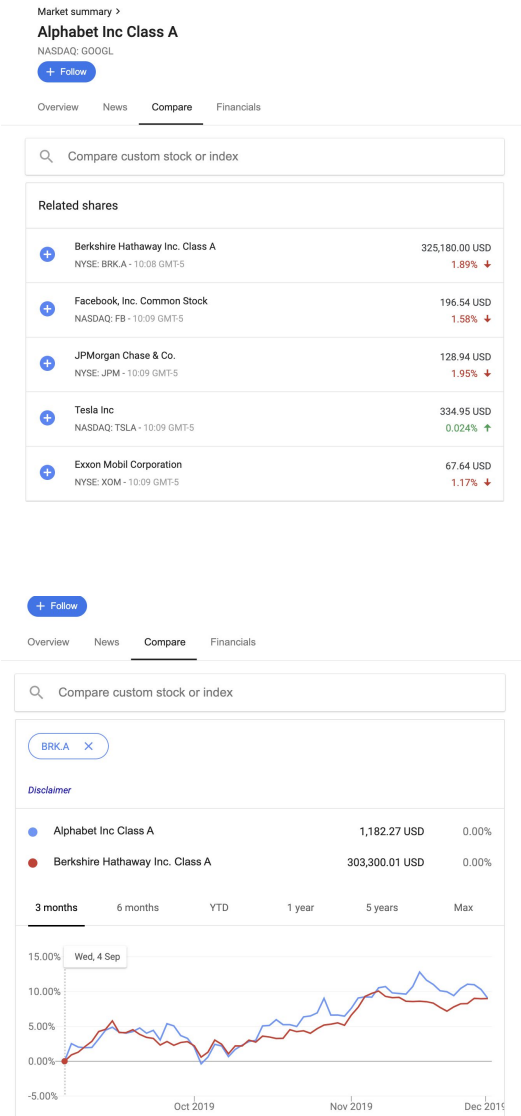 Market summary >
Alphabet Inc Class A
NASDAQ: GOOGL
+ Follow
Overview News Compare Financials
Compare custom stock or index
Related shares
Berkshire Hathaway Inc. Class A 325,180.00 USD
NYSE: BRK.A - 10:08 GMT-5 1.89% ↓
Facebook, Inc. Common Stock 196.54 USD
NASDAQ: FB - 10:09 GMT-5 1.58% ↓
JPMorgan Chase & Co. 128.94 USD
NYSE: JPM - 10:09 GMT-5 1.95% ↓
Tesla Inc 334.95 USD
NASDAQ: TSLA - 10:09 GMT-5 0.024% ↑
Exxon Mobil Corporation 67.64 USD
NYSE: XOM - 10:09 GMT-5 1.17% ↓
+ Follow
Overview News Compare Financials
Compare custom stock or index
BRK.A ×
Disclaimer
Alphabet Inc Class A 1,182.27 USD 0.00%
Berkshire Hathaway Inc. Class A 303,300.01 USD 0.00%
3 months 6 months YTD 1 year 5 years Max
15.00% Wed, 4 Sep
10.00%
5.00%
0.00%
-5.00%
Oct 2019 Nov 2019 Dec 2019